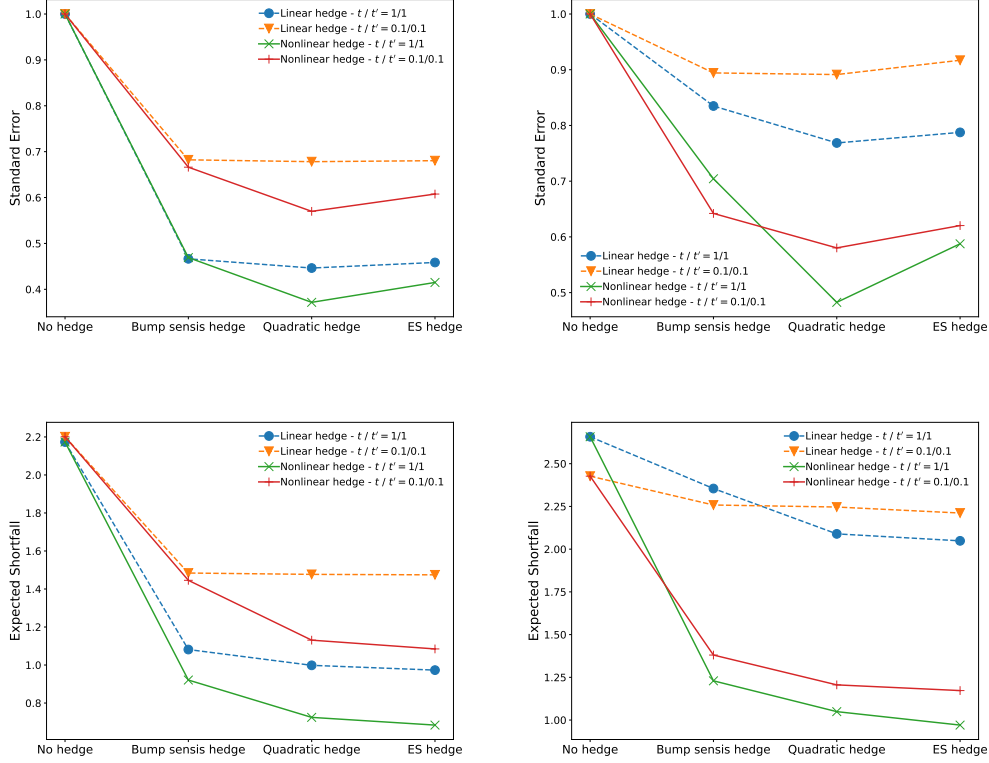 1.0
0.9
0.8
0.7
0.6
0.5
0.4
Standard Error
Linear hedge - t / t′ = 1/1
Linear hedge - t / t′ = 0.1/0.1
Nonlinear hedge - t / t′ = 1/1
Nonlinear hedge - t / t′ = 0.1/0.1
No hedge Bump sensis hedge Quadratic hedge ES hedge
1.0
0.9
0.8
0.7
0.6
0.5
Standard Error
Linear hedge - t / t′ = 1/1
Linear hedge - t / t′ = 0.1/0.1
Nonlinear hedge - t / t′ = 1/1
Nonlinear hedge - t / t′ = 0.1/0.1
No hedge Bump sensis hedge Quadratic hedge ES hedge
2.2
2.0
1.8
1.6
1.4
1.2
1.0
0.8
Expected Shortfall
Linear hedge - t / t′ = 1/1
Linear hedge - t / t′ = 0.1/0.1
Nonlinear hedge - t / t′ = 1/1
Nonlinear hedge - t / t′ = 0.1/0.1
No hedge Bump sensis hedge Quadratic hedge ES hedge
2.50
2.25
2.00
1.75
1.50
1.25
1.00
Expected Shortfall
Linear hedge - t / t′ = 1/1
Linear hedge - t / t′ = 0.1/0.1
Nonlinear hedge - t / t′ = 1/1
Nonlinear hedge - t / t′ = 0.1/0.1
No hedge Bump sensis hedge Quadratic hedge ES hedge